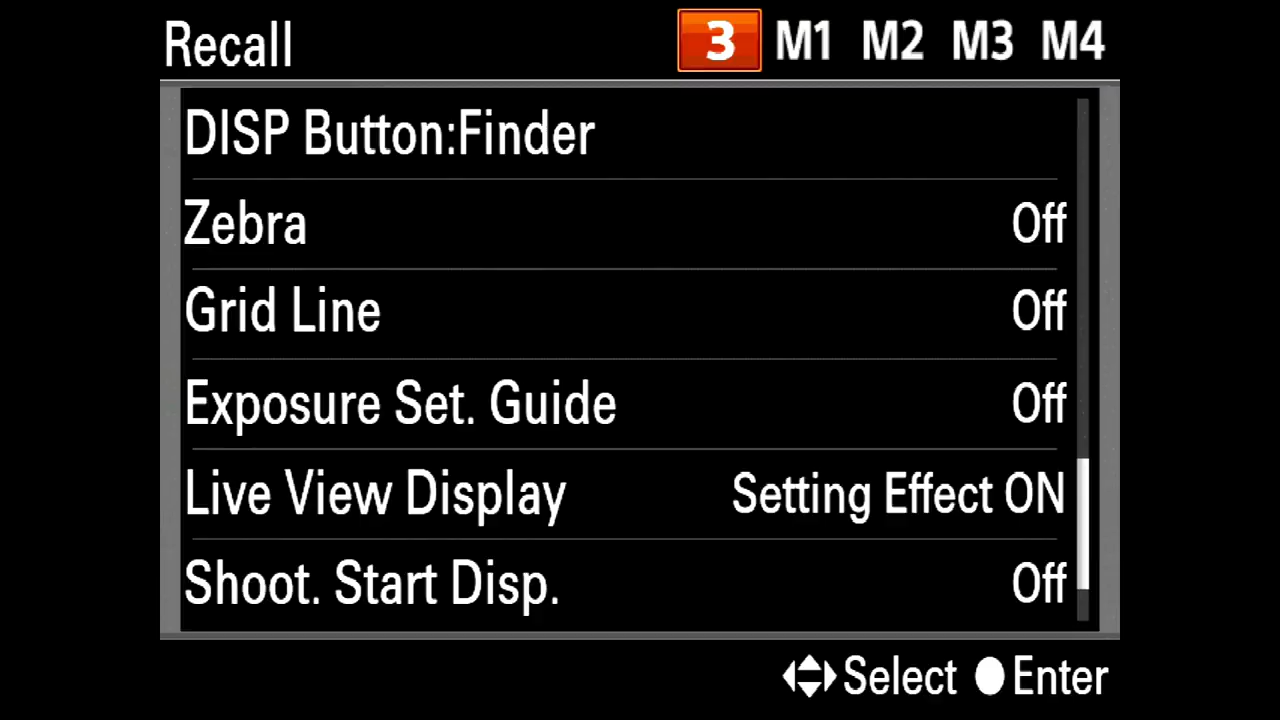 Recall 3 M1 M2 M3 M4
DISP Button:Finder
Zebra Off
Grid Line Off
Exposure Set. Guide Off
Live View Display Setting Effect ON
Shoot. Start Disp. Off
Select Enter